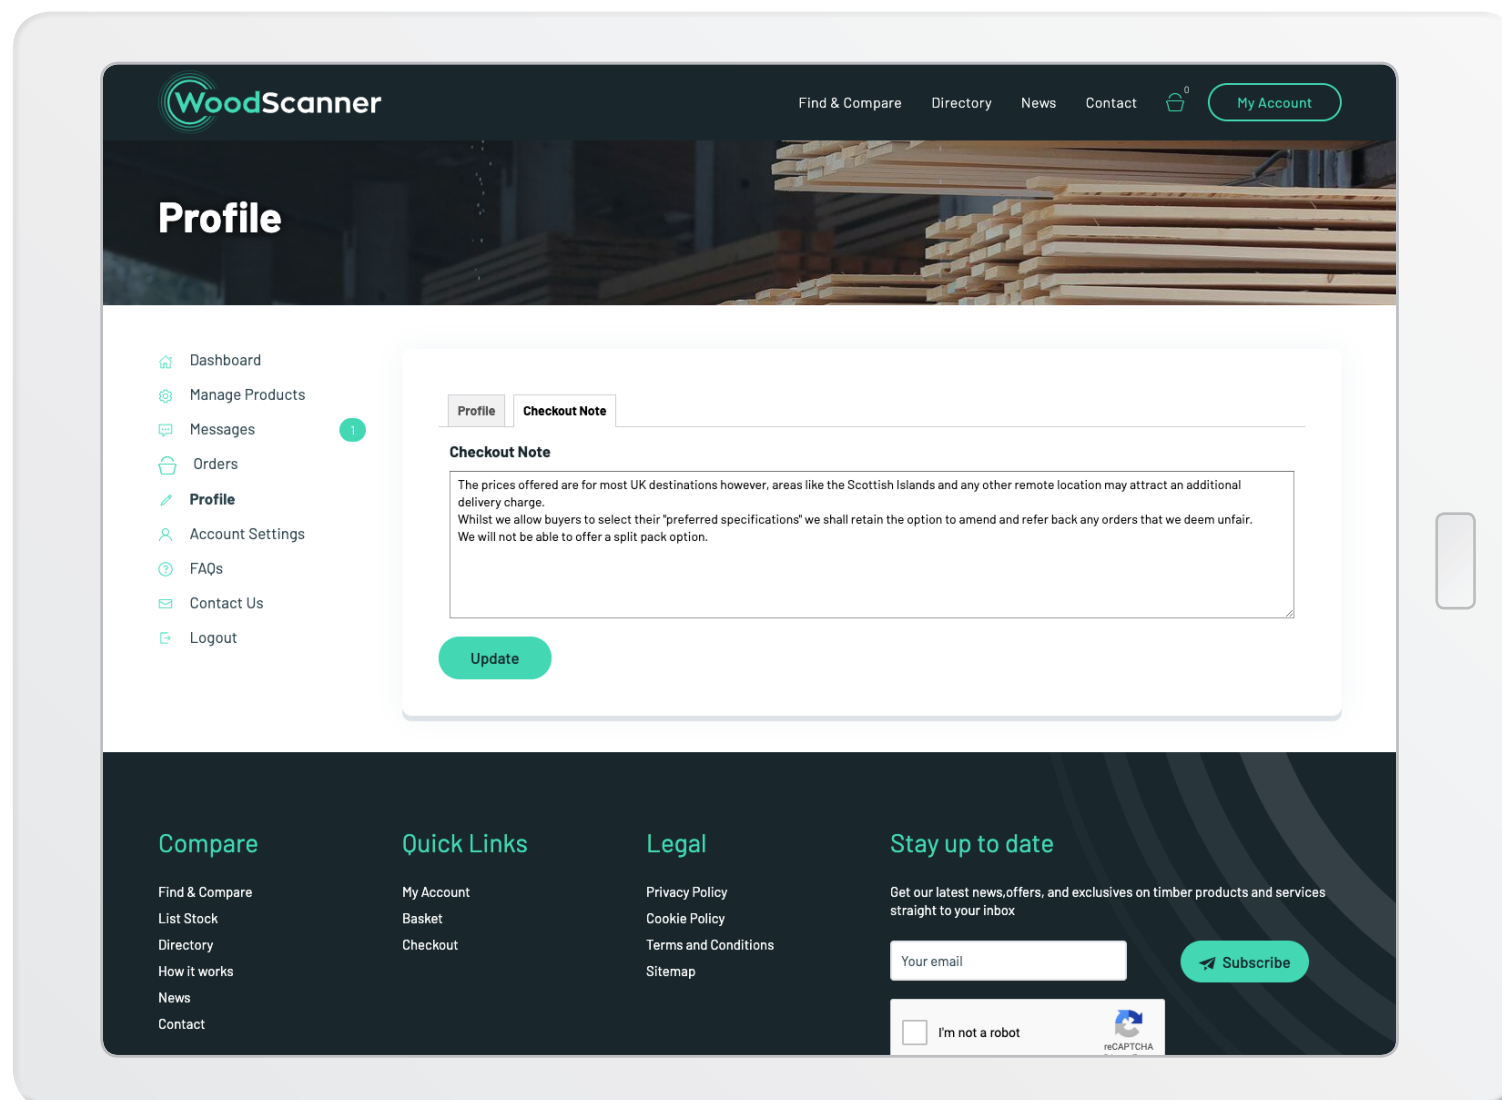 WoodScanner
Find & Compare
Directory
News
Contact
0
My Account
Profile
Dashboard
Manage Products
Messages
1
Orders
Profile
Account Settings
FAQs
Contact Us
Logout
Profile
Checkout Note
Checkout Note
The prices offered are for most UK destinations however, areas like the Scottish Islands and any other remote location may attract an additional
delivery charge.
Whilst we allow buyers to select their "preferred specifications" we shall retain the option to amend and refer back any orders that we deem unfair.
We will not be able to offer a split pack option.
Update
Compare
Find & Compare
List Stock
Directory
How it works
News
Contact
Quick Links
My Account
Basket
Checkout
Legal
Privacy Policy
Cookie Policy
Terms and Conditions
Sitemap
Stay up to date
Get our latest news,offers, and exclusives on timber products and services
straight to your inbox
Your email
Subscribe
I'm not a robot
reCAPTCHA